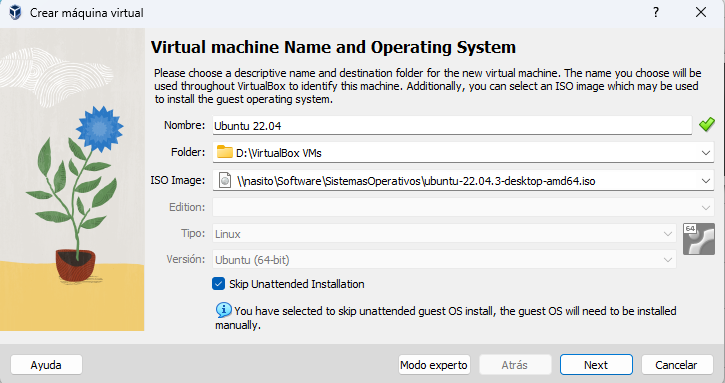 Crear máquina virtual
Virtual machine Name and Operating System
Please choose a descriptive name and destination folder for the new virtual machine. The name you choose will be
used throughout VirtualBox to identify this machine. Additionally, you can select an ISO image which may be used
to install the guest operating system.
Nombre: Ubuntu 22.04
Folder: D:\VirtualBox VMs
ISO Image: \\nasito\Software\SistemasOperativos\ubuntu-22.04.3-desktop-amd64.iso
Edition:
Tipo: Linux
64
Versión: Ubuntu (64-bit)
Skip Unattended Installation
You have selected to skip unattended guest OS install, the guest OS will need to be installed
manually.
Ayuda Modo experto Atrás Next Cancelar